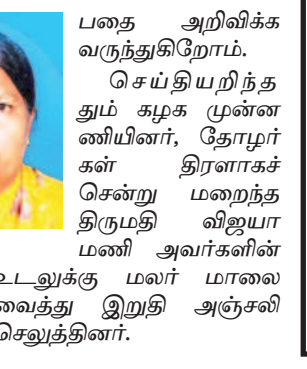 பதை அறிவிக்க
வருந்துகிறோம்.
செய்தியறிந்த
தும் கழக முன்ன
ணியினர், தோழர்
கள் திரளாகச்
சென்று மறைந்த
திருமதி விஜயா
மணி அவர்களின்
உடலுக்கு மலர் மாலை
வைத்து இறுதி அஞ்சலி
செலுத்தினர்.